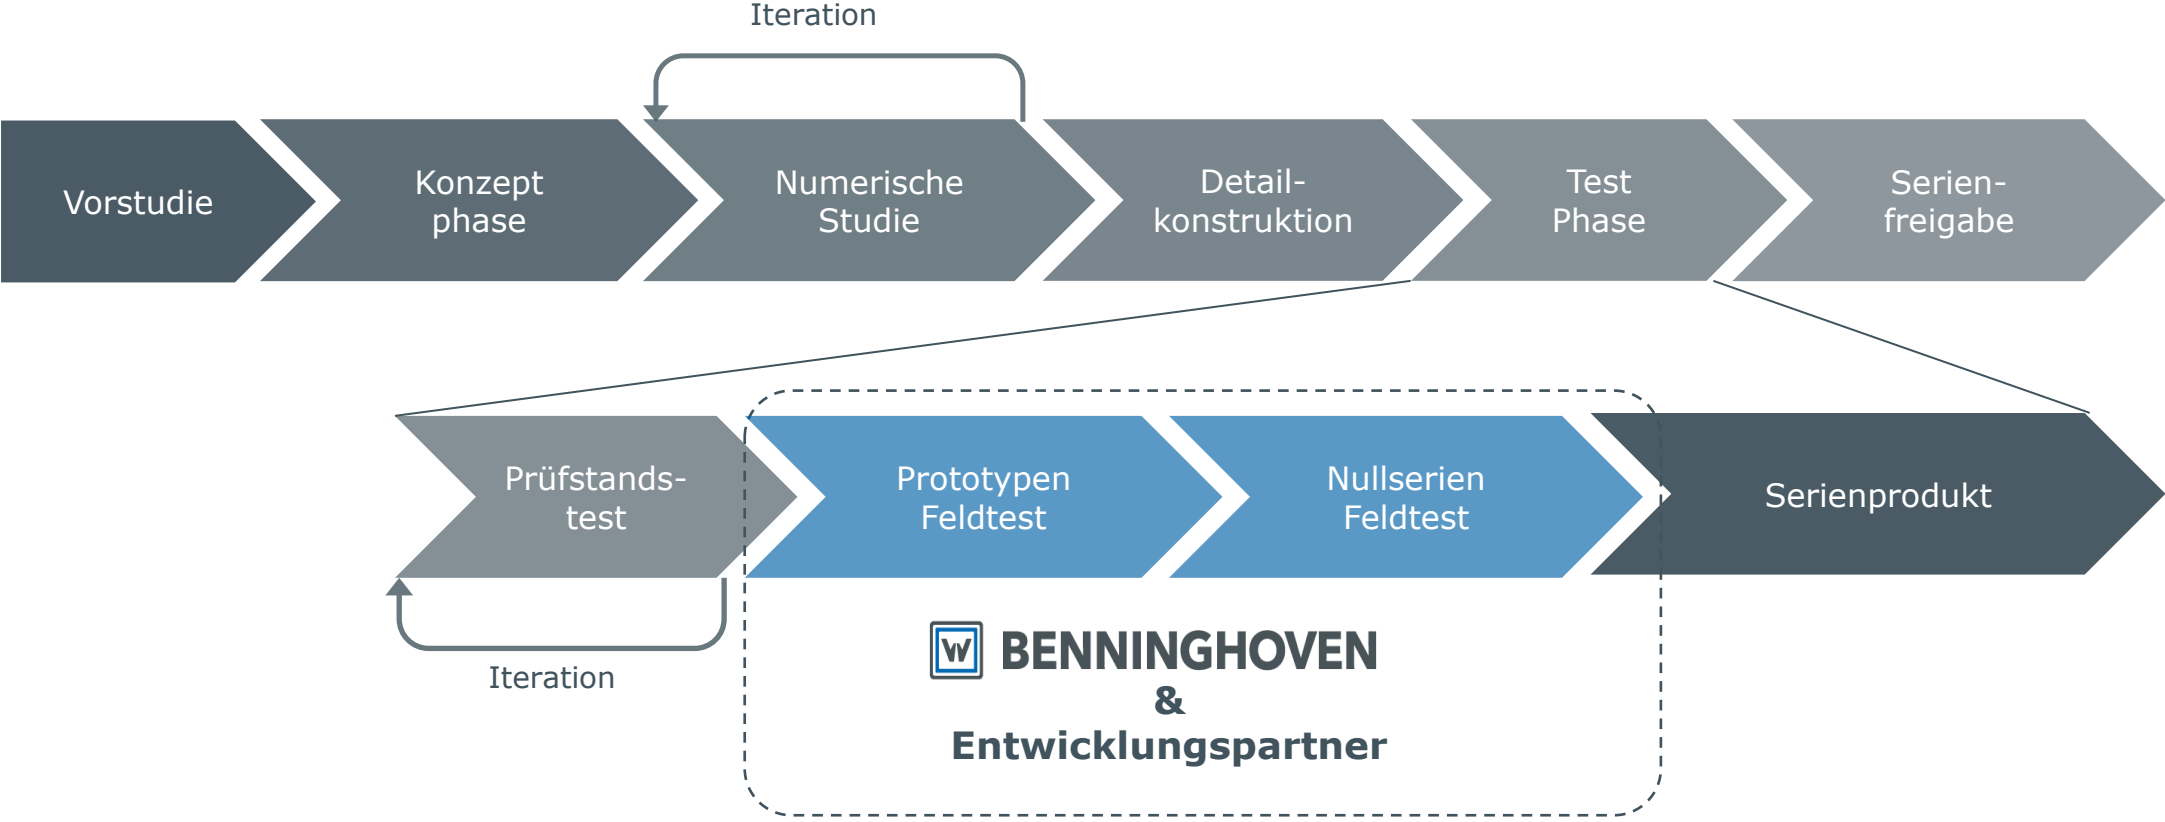 Iteration
Vorstudie
Konzept
phase
Numerische
Studie
Detail-
konstruktion
Test
Phase
Serien-
freigabe
Prüfstands-
test
Prototypen
Feldtest
Nullserien
Feldtest
Serienprodukt
Iteration
W BENNINGHOVEN
&
Entwicklungspartner